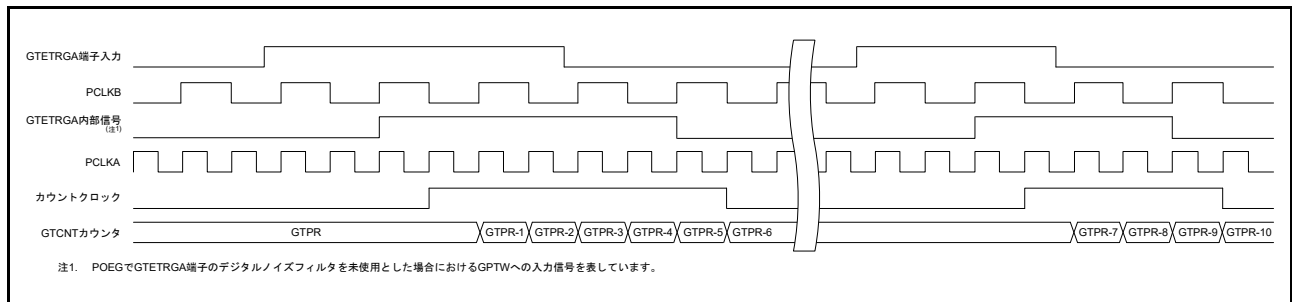 GTETRGA端子入力
PCLKB
GTETRGA内部信号
(注1)
PCLKA
カウントクロック
GTCNTカウンタ GTPR GTPR-1 GTPR-2 GTPR-3 GTPR-4 GTPR-5 GTPR-6 GTPR-7 GTPR-8 GTPR-9 GTPR-10
注1. POEGでGTETRGA端子のデジタルノイズフィルタを未使用とした場合におけるGPTWへの入力信号を表しています。